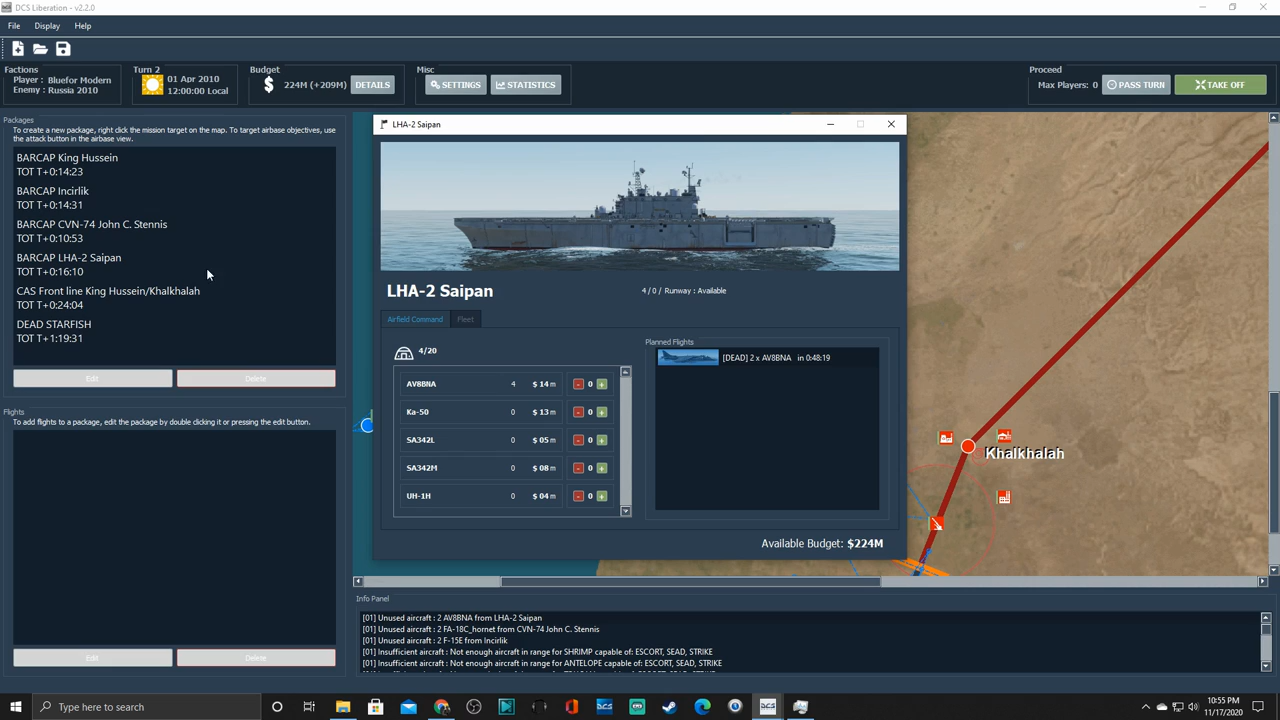 DCS Liberation - v2.2.0
File Display Help
Factions
Player : Bluefor Modern
Enemy : Russia 2010
Turn 2
01 Apr 2010
12:00:00 Local
Budget
$ 224M (+209M) DETAILS
Misc
SETTINGS STATISTICS
Proceed
Max Players: 0 PASS TURN TAKE OFF
Packages
To create a new package, right click the mission target on the map. To target airbase objectives, use
the attack button in the airbase view.
BARCAP King Hussein
TOT T+0:14:23
BARCAP Incirlik
TOT T+0:14:31
BARCAP CVN-74 John C. Stennis
TOT T+0:10:53
BARCAP LHA-2 Saipan
TOT T+0:16:10
CAS Front line King Hussein/Khalkhalah
TOT T+0:24:04
DEAD STARFISH
TOT T+1:19:31
Edit Delete
Flights
To add flights to a package, edit the package by double clicking it or pressing the edit button.
Edit Delete
LHA-2 Saipan
LHA-2 Saipan
4 / 0 / Runway : Available
Airfield Command Fleet
4/20
AV8BNA 4 $ 14 m - 0 +
Ka-50 0 $ 13 m - 0 +
SA342L 0 $ 05 m - 0 +
SA342M 0 $ 08 m - 0 +
UH-1H 0 $ 04 m - 0 +
Planned Flights
[DEAD] 2 x AV8BNA in 0:48:19
Available Budget: $224M
Khalkhalah
Info Panel
[01] Unused aircraft : 2 AV8BNA from LHA-2 Saipan
[01] Unused aircraft : 2 FA-18C_hornet from CVN-74 John C. Stennis
[01] Unused aircraft : 2 F-15E from Incirlik
[01] Insufficient aircraft : Not enough aircraft in range for SHRIMP capable of: ESCORT, SEAD, STRIKE
[01] Insufficient aircraft : Not enough aircraft in range for ANTELOPE capable of: ESCORT, SEAD, STRIKE
Type here to search
DCS
DCS
10:55 PM
11/17/2020